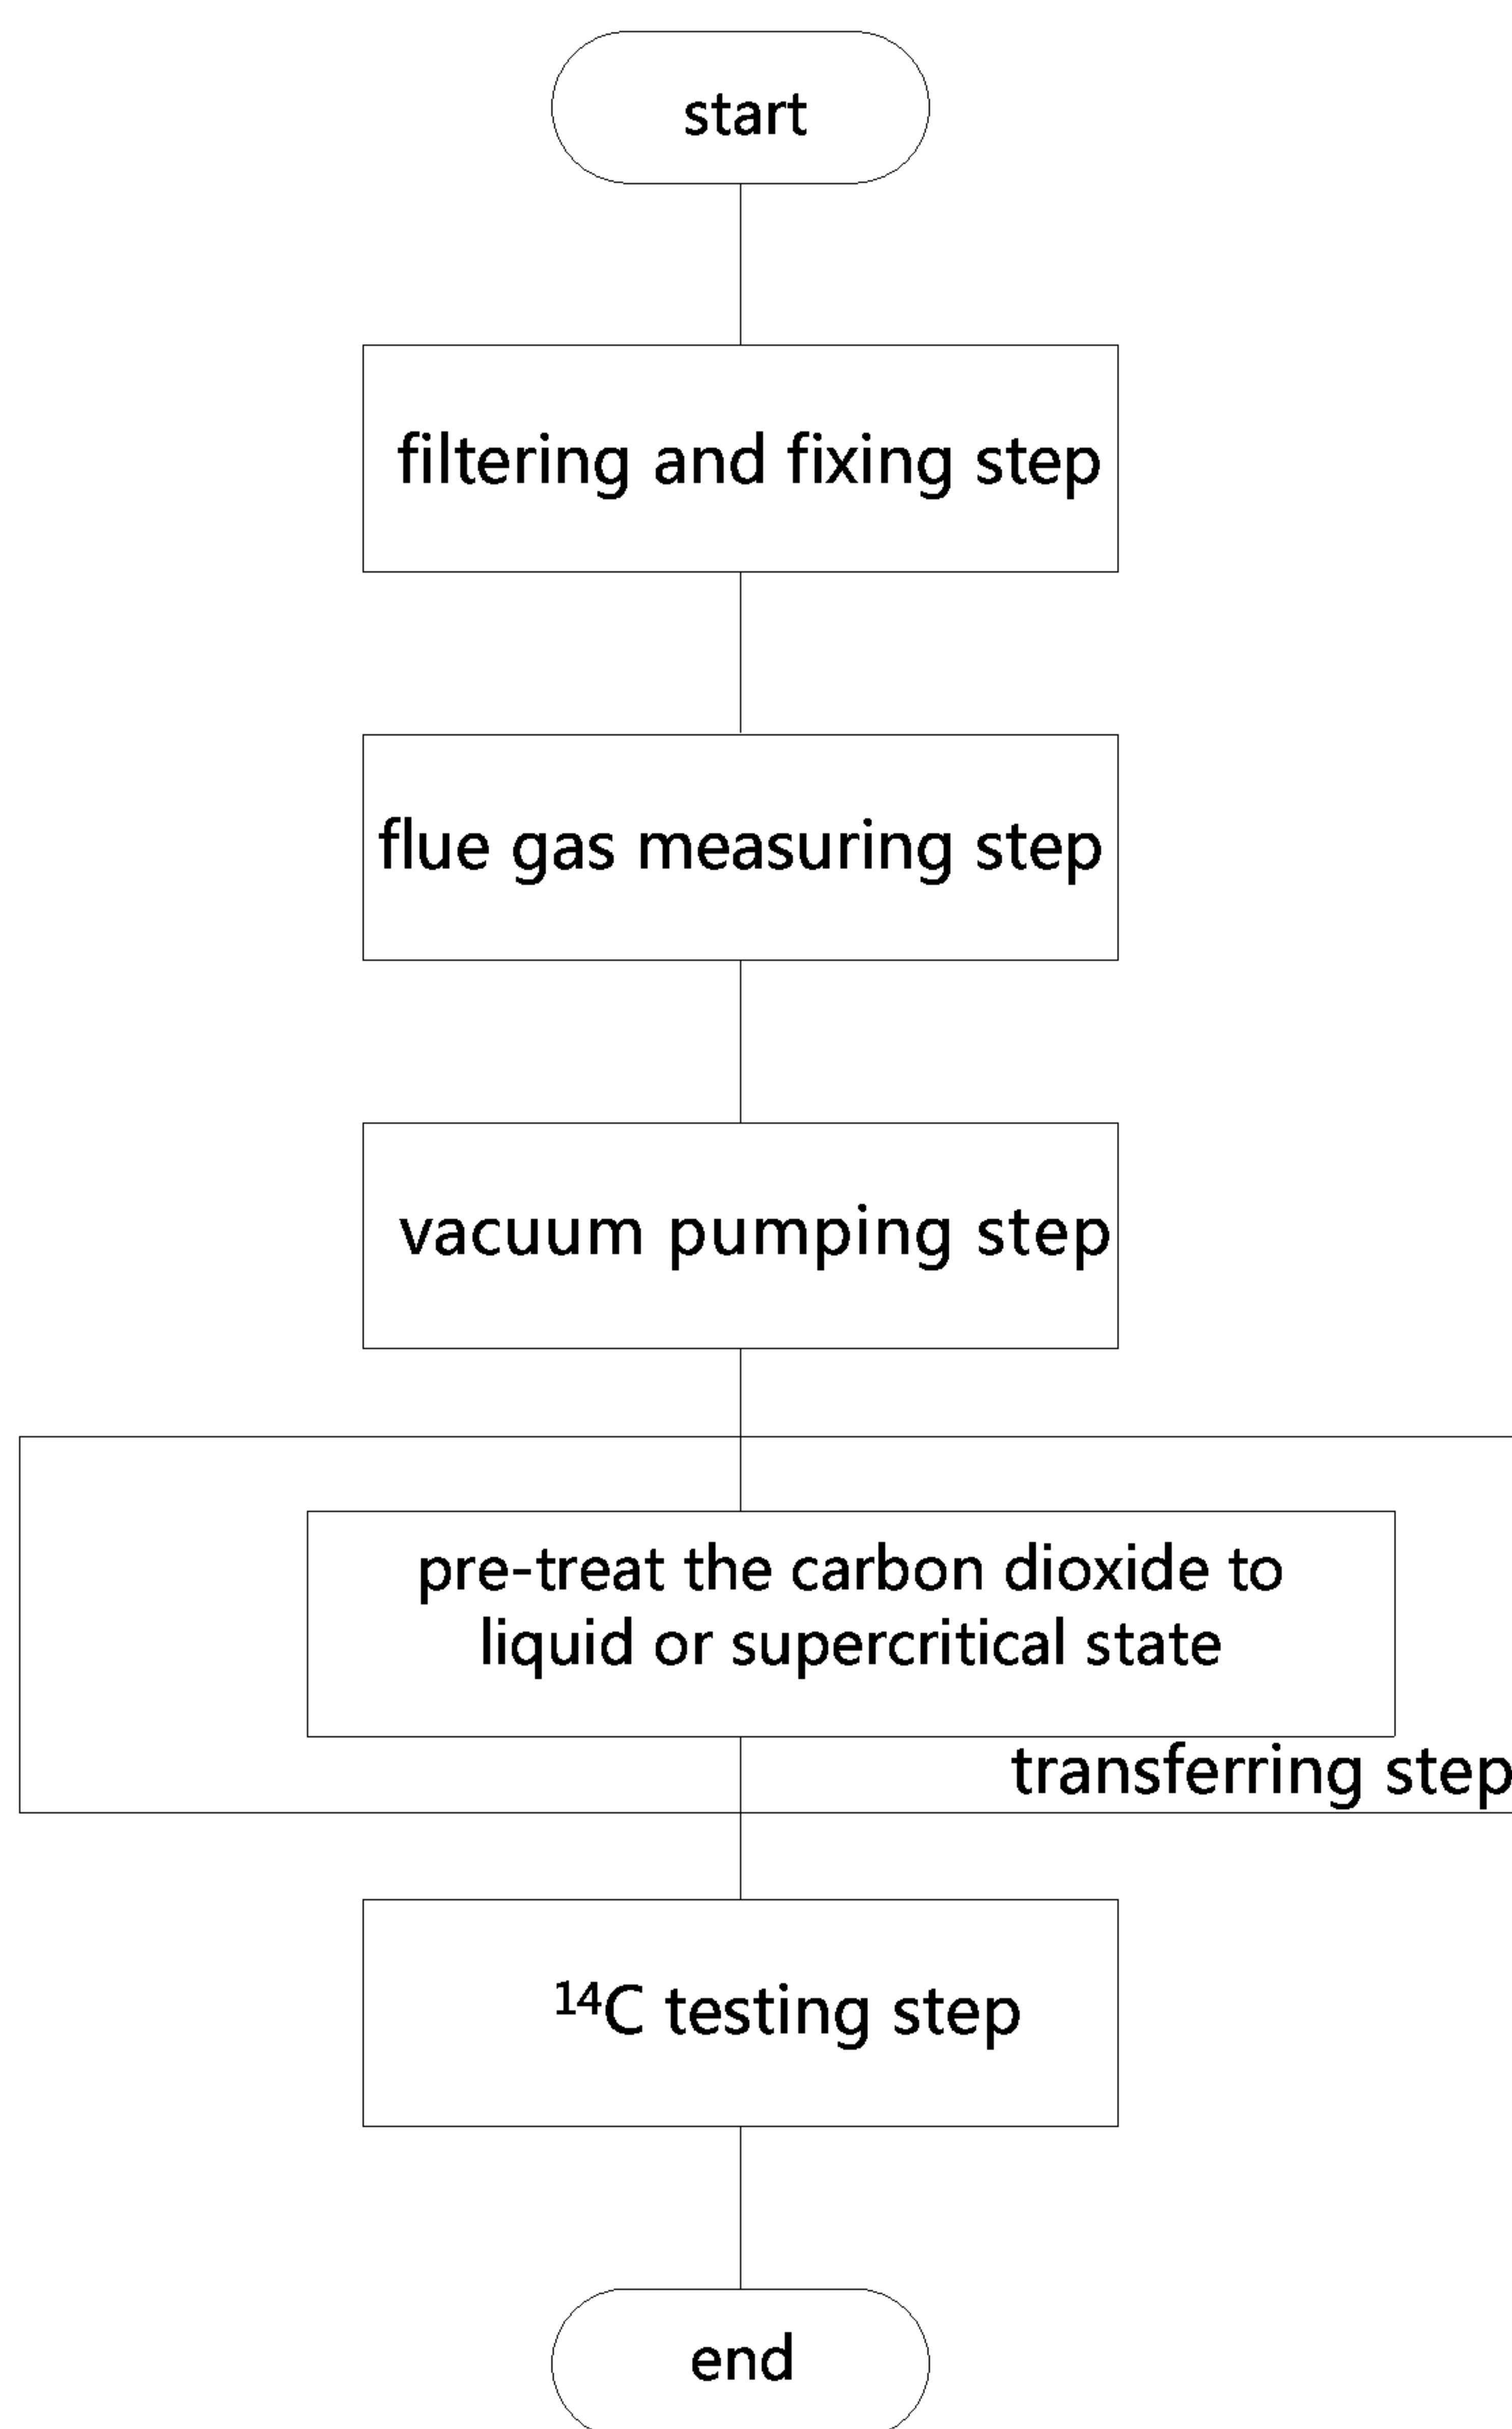 start
filtering and fixing step
flue gas measuring step
vacuum pumping step
pre-treat the carbon dioxide to
liquid or supercritical state
transferring step
¹⁴C testing step
end